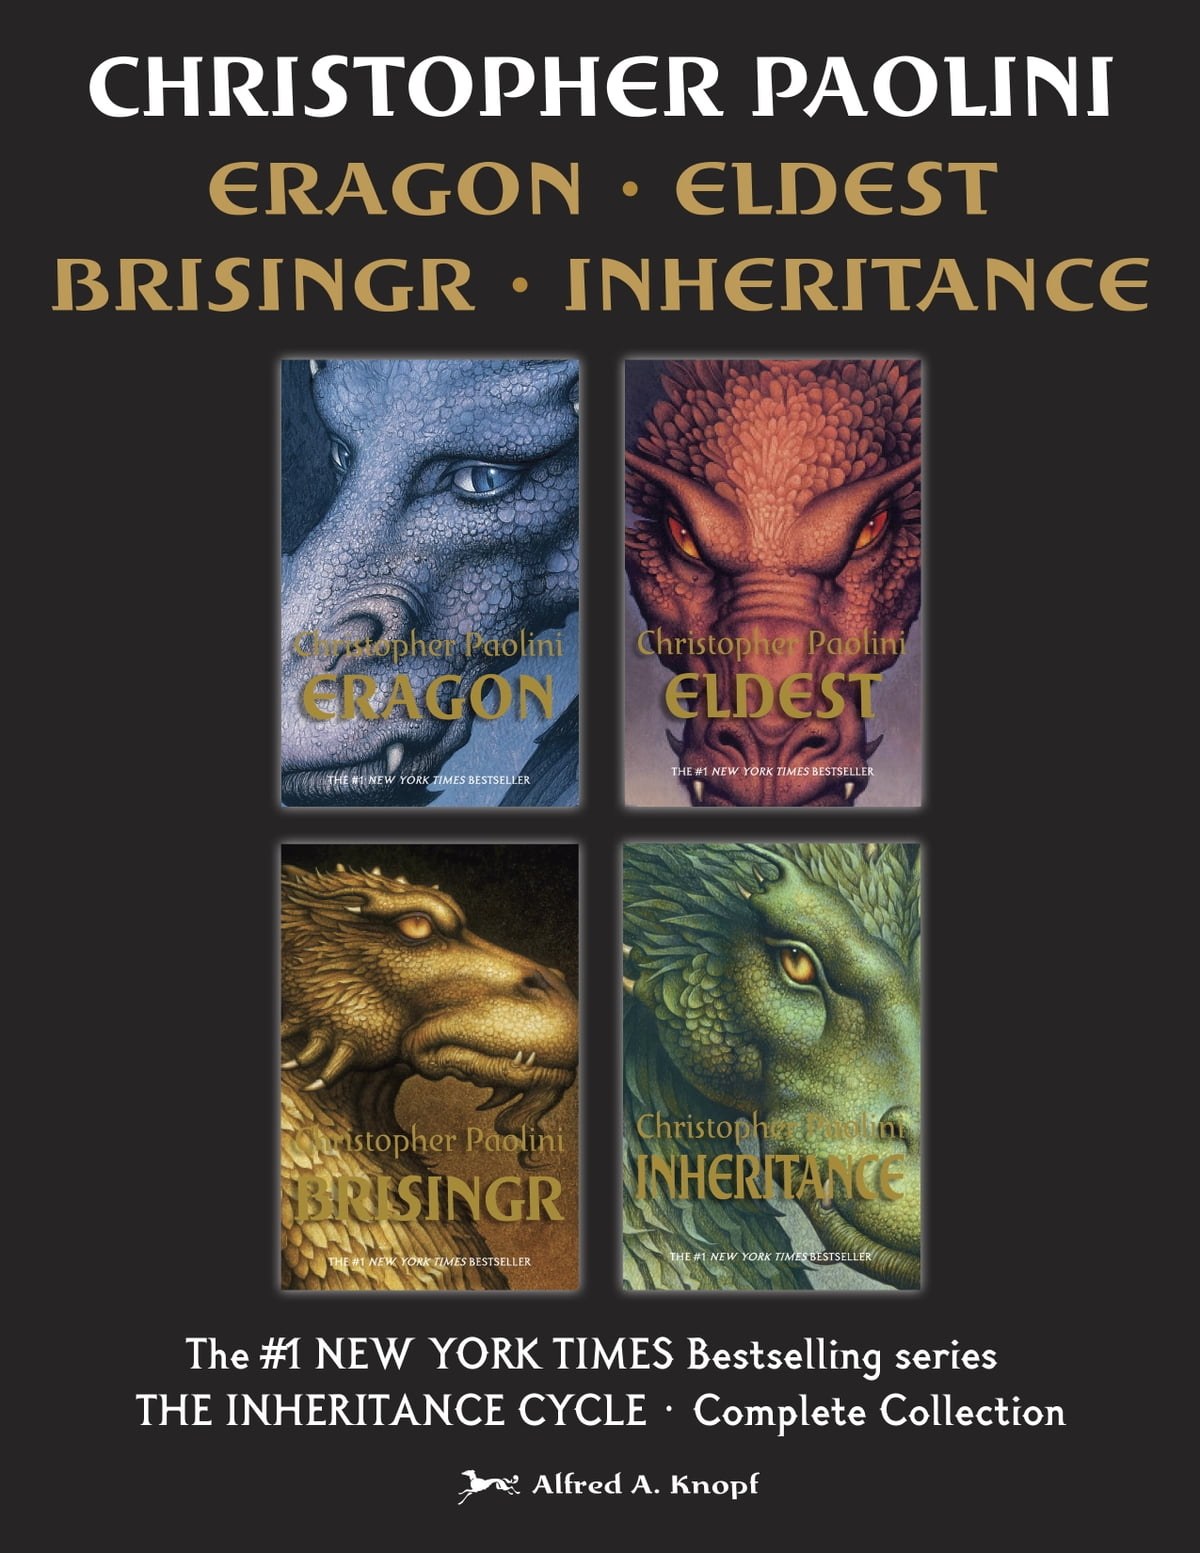 CHRISTOPHER PAOLINI
ERAGON · ELDEST
BRISINGR · INHERITANCE
Christopher Paolini
ERAGON
THE #1 NEW YORK TIMES BESTSELLER
Christopher Paolini
ELDEST
THE #1 NEW YORK TIMES BESTSELLER
Christopher Paolini
BRISINGR
THE #1 NEW YORK TIMES BESTSELLER
Christopher Paolini
INHERITANCE
THE #1 NEW YORK TIMES BESTSELLER
The #1 NEW YORK TIMES Bestselling series
THE INHERITANCE CYCLE · Complete Collection
Alfred A. Knopf